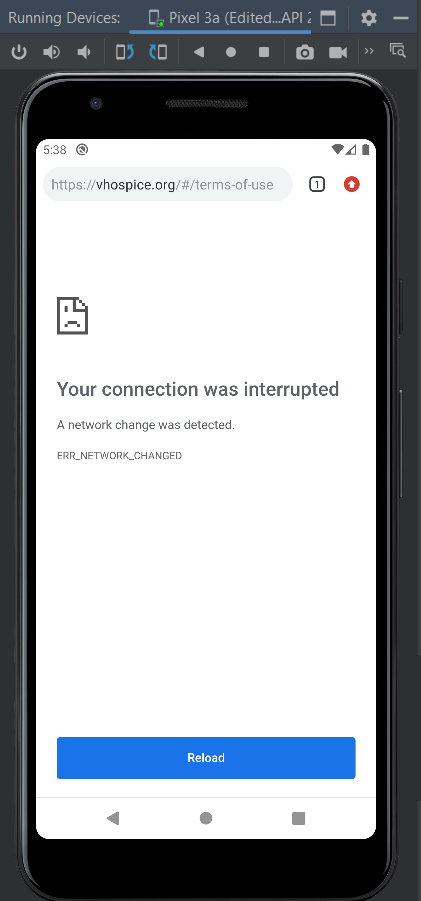 Running Devices:
Pixel 3a (Edited...API 2
5:38
https://vhospice.org/#/terms-of-use
1
Your connection was interrupted
A network change was detected.
ERR_NETWORK_CHANGED
Reload